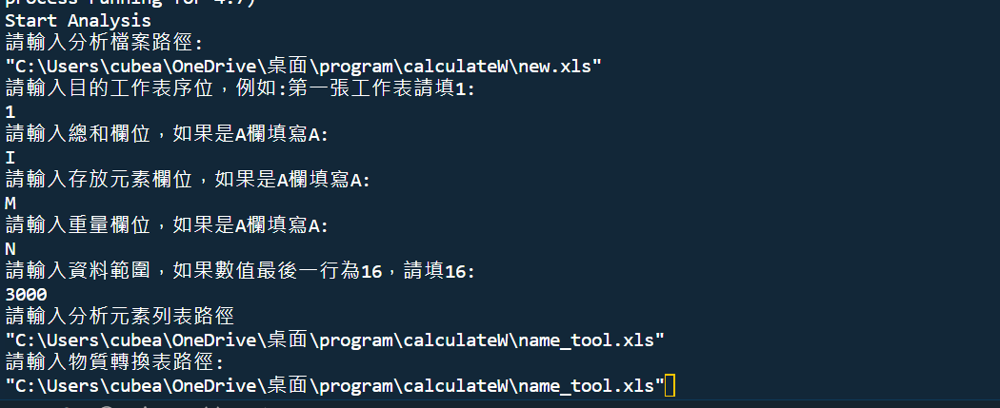 process running for 4.7)
Start Analysis
請輸入分析檔案路徑:
"C:\Users\cubea\OneDrive\桌面\program\calculateW\new.xls"
請輸入目的工作表序位，例如:第一張工作表請填1:
1
請輸入總和欄位，如果是A欄填寫A:
I
請輸入存放元素欄位，如果是A欄填寫A:
M
請輸入重量欄位，如果是A欄填寫A:
N
請輸入資料範圍，如果數值最後一行為16，請填16:
3000
請輸入分析元素列表路徑
"C:\Users\cubea\OneDrive\桌面\program\calculateW\name_tool.xls"
請輸入物質轉換表路徑:
"C:\Users\cubea\OneDrive\桌面\program\calculateW\name_tool.xls"